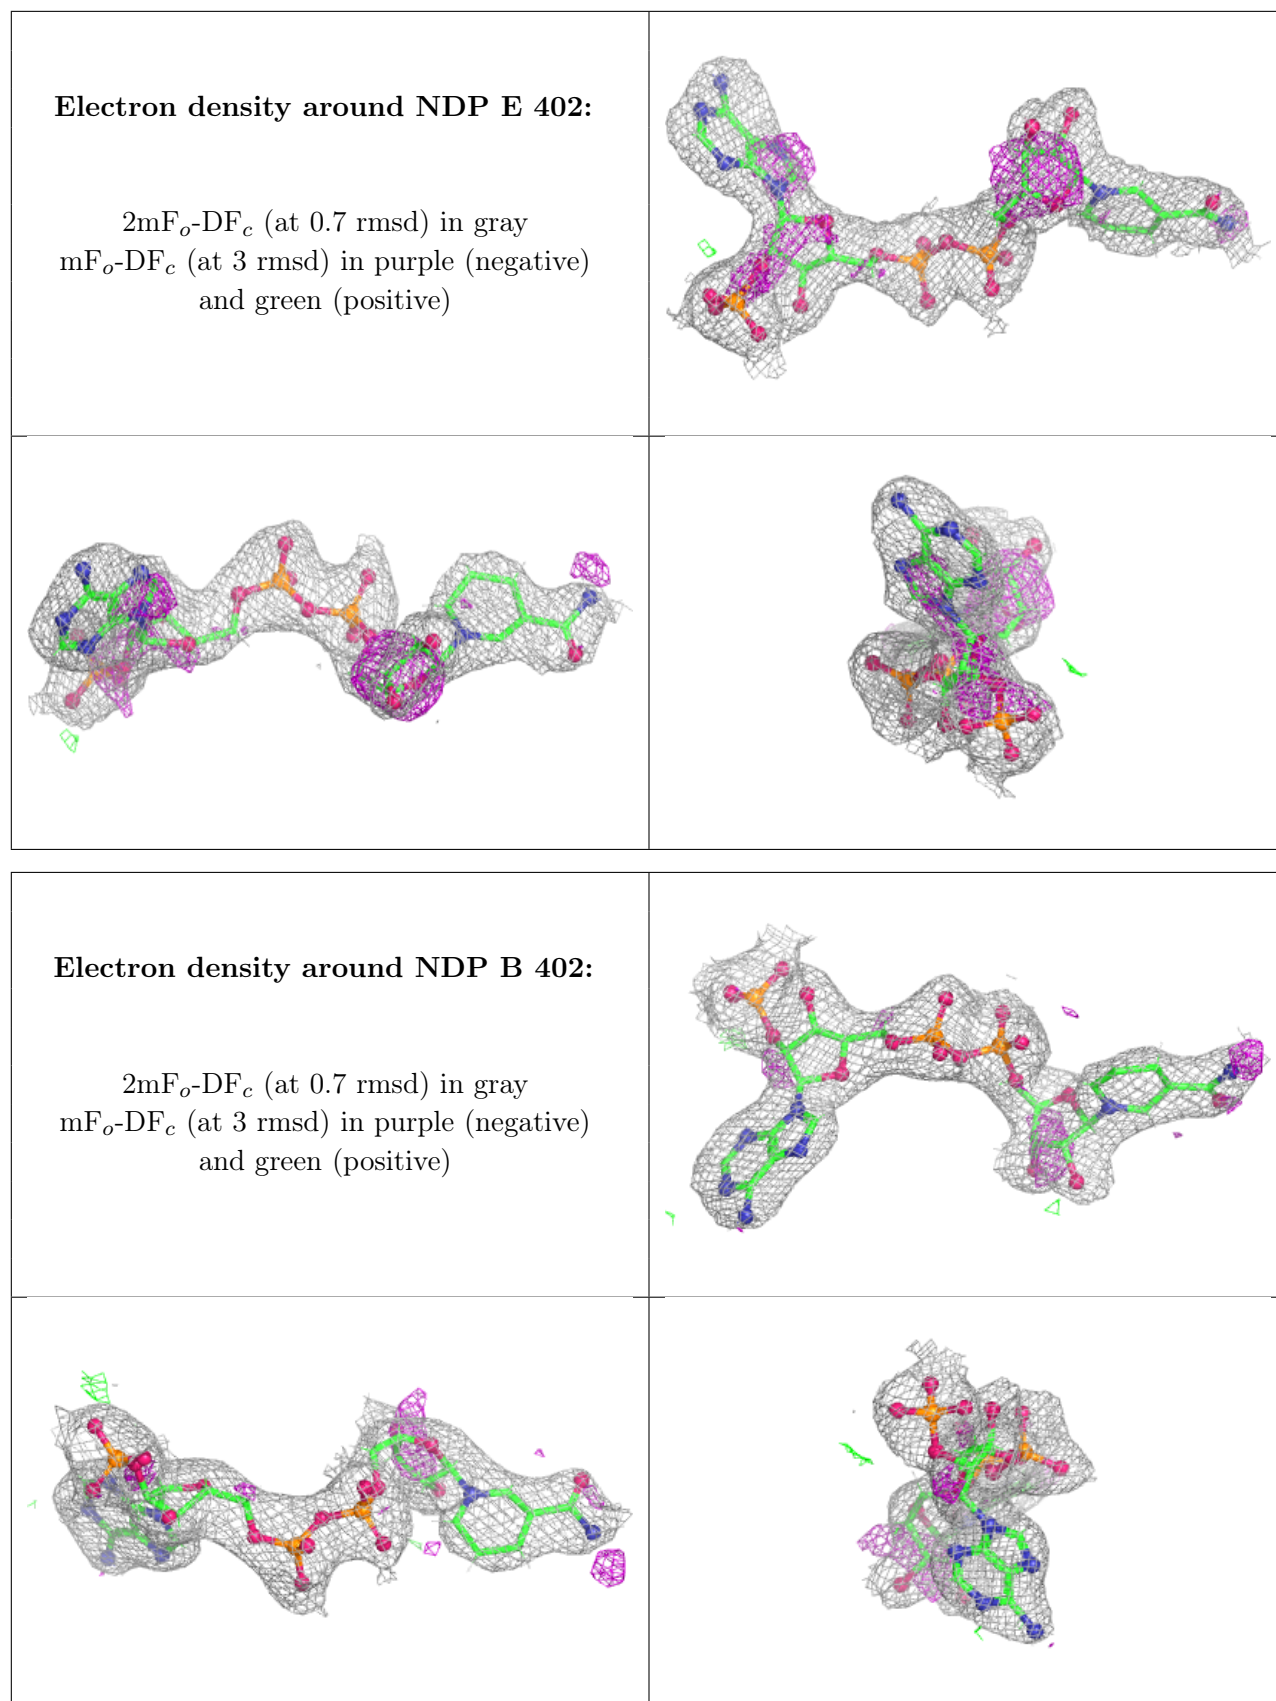 Electron density around NDP E 402:
2mFo-DFc (at 0.7 rmsd) in gray
mFo-DFc (at 3 rmsd) in purple (negative)
and green (positive)
Electron density around NDP B 402:
2mFo-DFc (at 0.7 rmsd) in gray
mFo-DFc (at 3 rmsd) in purple (negative)
and green (positive)